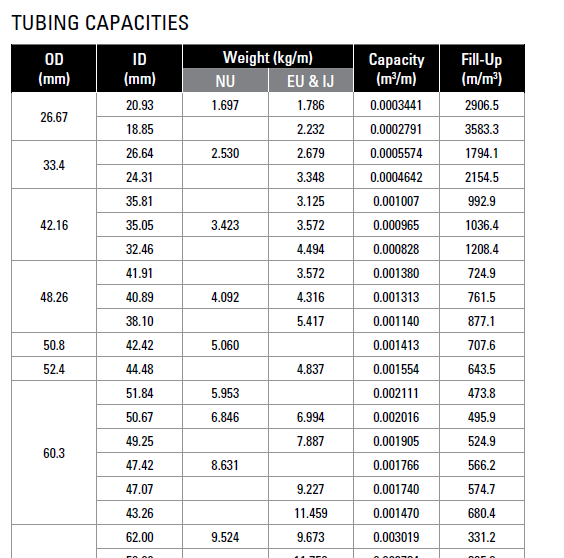 TUBING CAPACITIES
OD (mm) ID (mm) Weight (kg/m) Capacity (m³/m) Fill-Up (m/m³)
NU EU & IJ
26.67 20.93 1.697 1.786 0.0003441 2906.5
18.85 2.232 0.0002791 3583.3
33.4 26.64 2.530 2.679 0.0005574 1794.1
24.31 3.348 0.0004642 2154.5
42.16 35.81 3.125 0.001007 992.9
35.05 3.423 3.572 0.000965 1036.4
32.46 4.494 0.000828 1208.4
48.26 41.91 3.572 0.001380 724.9
40.89 4.092 4.316 0.001313 761.5
38.10 5.417 0.001140 877.1
50.8 42.42 5.060 0.001413 707.6
52.4 44.48 4.837 0.001554 643.5
60.3 51.84 5.953 0.002111 473.8
50.67 6.846 6.994 0.002016 495.9
49.25 7.887 0.001905 524.9
47.42 8.631 0.001766 566.2
47.07 9.227 0.001740 574.7
43.26 11.459 0.001470 680.4
62.00 9.524 9.673 0.003019 331.2